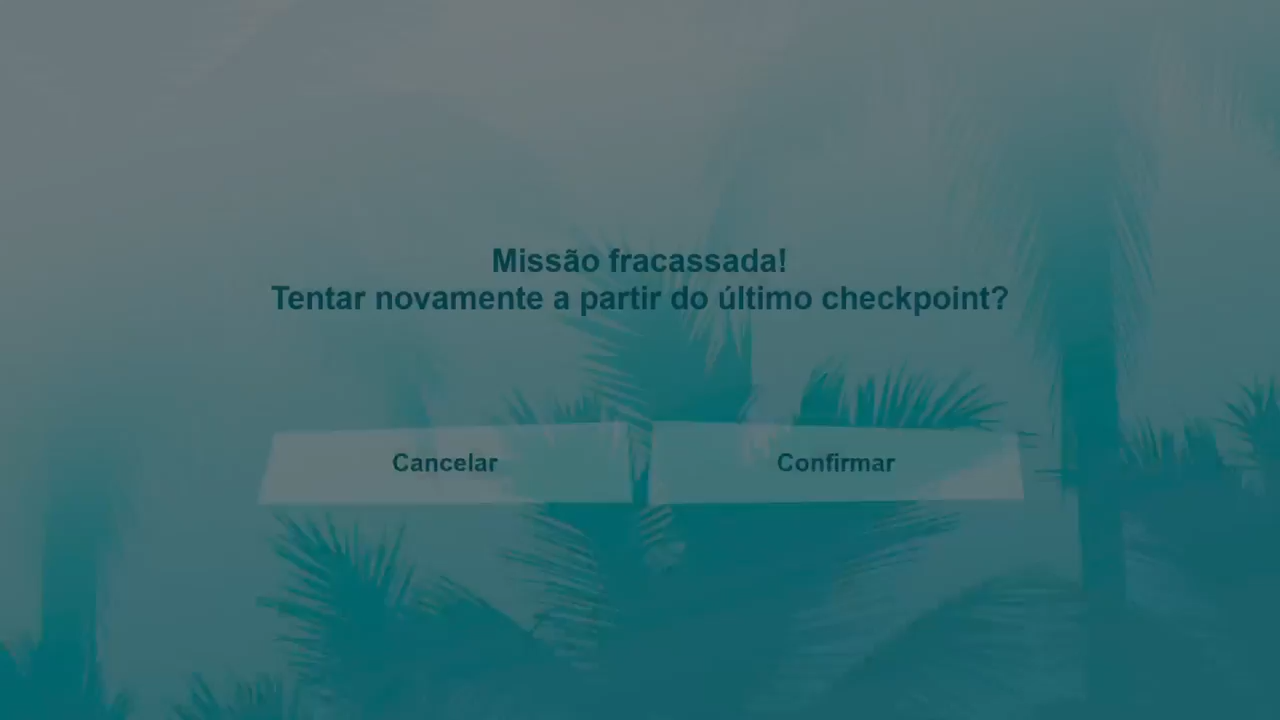 Missão fracassada!
Tentar novamente a partir do último checkpoint?
Cancelar
Confirmar